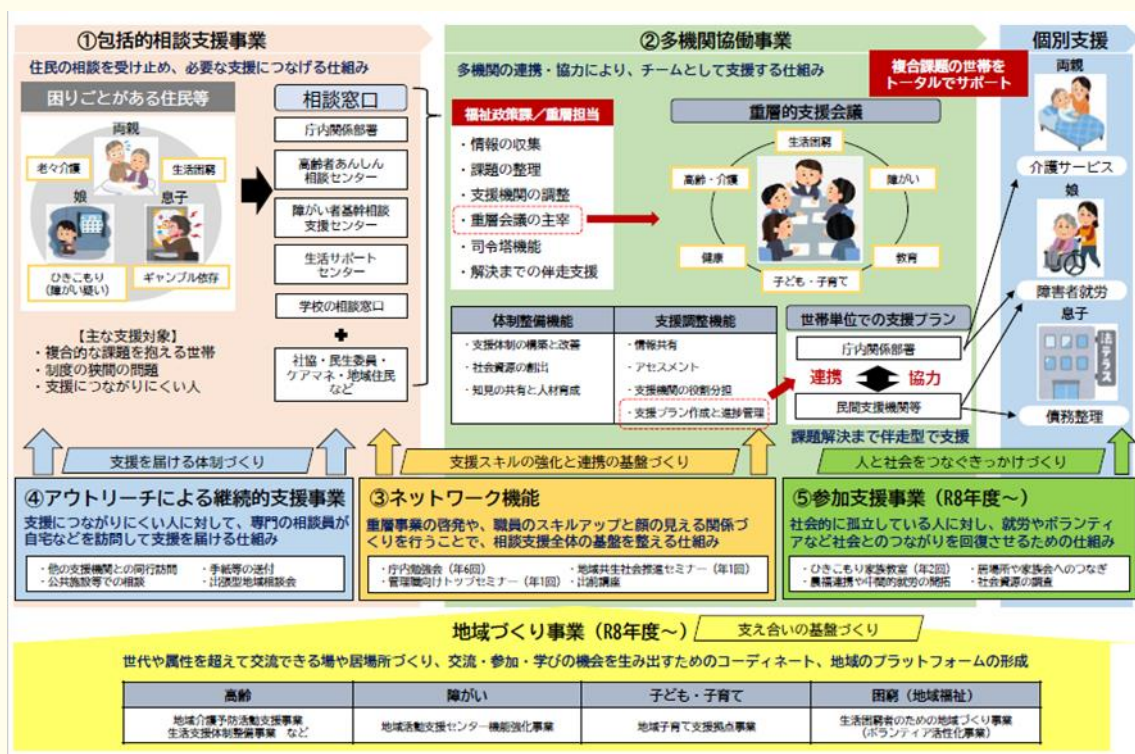 ①包括的相談支援事業
住民の相談を受け止め、必要な支援につなげる仕組み
困りごとがある住民等
両親
老々介護
生活困窮
娘
息子
ひきこもり
(障がい疑い)
ギャンブル依存
【主な支援対象】
・複合的な課題を抱える世帯
・制度の狭間の問題
・支援につながりにくい人
相談窓口
庁内関係部署
高齢者あんしん
相談センター
障がい者基幹相談
支援センター
生活サポート
センター
学校の相談窓口
+
社協・民生委員・
ケアマネ・地域住民
など
②多機関協働事業
多機関の連携・協力により、チームとして支援する仕組み
複合課題の世帯を
トータルでサポート
福祉政策課/重層担当
・情報の収集
・課題の整理
・支援機関の調整
・重層会議の主宰
・司令塔機能
・解決までの伴走支援
重層的支援会議
生活困窮
高齢・介護
障がい
健康
教育
子ども・子育て
体制整備機能
・支援体制の構築と改善
・社会資源の創出
・知見の共有と人材育成
支援調整機能
・情報共有
・アセスメント
・支援機関の役割分担
・支援プラン作成と進捗管理
世帯単位での支援プラン
庁内関係部署
連携
協力
民間支援機関等
課題解決まで伴走型で支援
個別支援
両親
介護サービス
娘
障害者就労
息子
法テラス
債務整理
支援を届ける体制づくり
④アウトリーチによる継続的支援事業
支援につながりにくい人に対して、専門の相談員が
自宅などを訪問して支援を届ける仕組み
・他の支援機関との同行訪問 ・手紙等の送付
・公共施設等での相談 ・出張型地域相談会
支援スキルの強化と連携の基盤づくり
③ネットワーク機能
重層事業の啓発や、職員のスキルアップと顔の見える関係づ
くりを行うことで、相談支援全体の基盤を整える仕組み
・庁内勉強会(年6回) ・地域共生社会推進セミナー(年1回)
・管理職向けトップセミナー(年1回) ・出前講座
人と社会をつなぐきっかけづくり
⑤参加支援事業(R8年度~)
社会的に孤立している人に対し、就労やボランティ
アなど社会とのつながりを回復させるための仕組み
・ひきこもり家族教室(年2回) ・居場所や家族会へのつなぎ
・農福連携や中間的就労の開拓 ・社会資源の調査
地域づくり事業(R8年度~)
支え合いの基盤づくり
世代や属性を超えて交流できる場や居場所づくり、交流・参加・学びの機会を生み出すためのコーディネート、地域のプラットフォームの形成
高齢
地域介護予防活動支援事業
生活支援体制整備事業 など
障がい
地域活動支援センター機能強化事業
子ども・子育て
地域子育て支援拠点事業
困窮(地域福祉)
生活困窮者のための地域づくり事業
(ボランティア活性化事業)